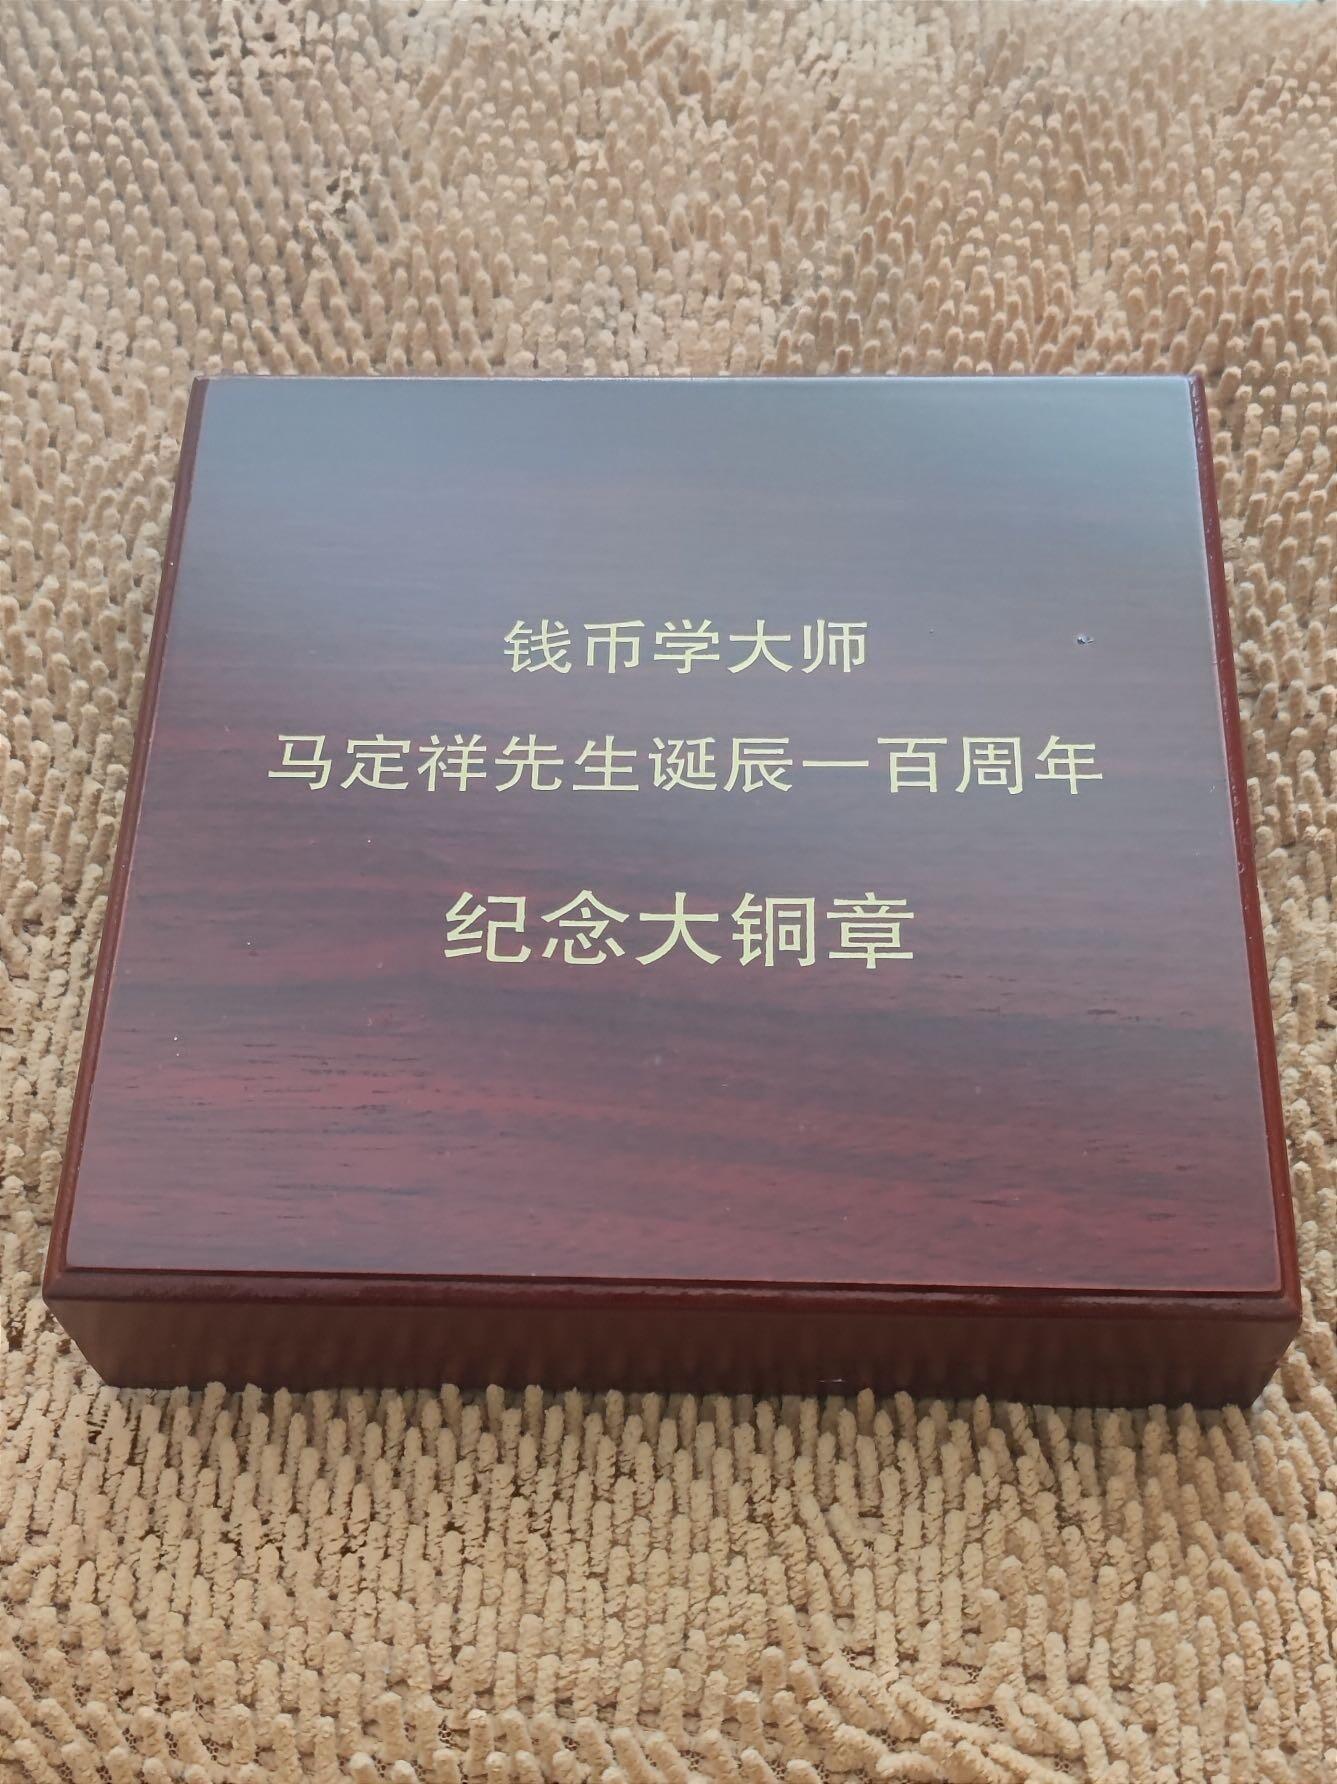 钱币学大师
马定祥先生诞辰一百周年
纪念大铜章